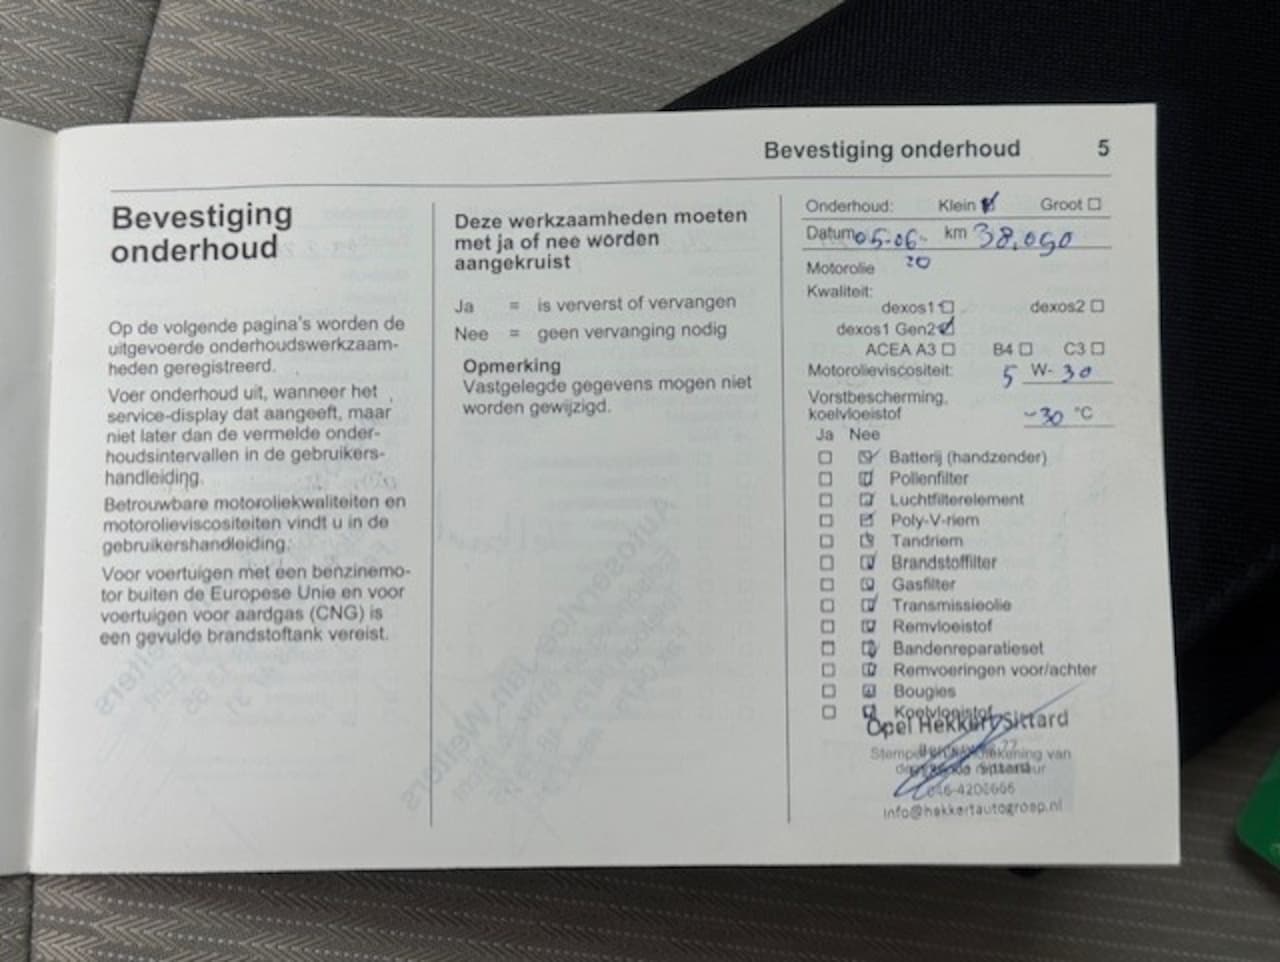 Bevestiging onderhoud 5
Bevestiging
onderhoud
Op de volgende pagina's worden de
uitgevoerde onderhoudswerkzaam-
heden geregistreerd.
Voer onderhoud uit, wanneer het
service-display dat aangeeft, maar
niet later dan de vermelde onder-
houdsintervallen in de gebruikers-
handleiding.
Betrouwbare motoroliekwaliteiten en
motorolieviscositeiten vindt u in de
gebruikershandleiding.
Voor voertuigen met een benzinemo-
tor buiten de Europese Unie en voor
voertuigen voor aardgas (CNG) is
een gevulde brandstoftank vereist.
Deze werkzaamheden moeten
met ja of nee worden
aangekruist
Ja = is ververst of vervangen
Nee = geen vervanging nodig
Opmerking
Vastgelegde gegevens mogen niet
worden gewijzigd.
Onderhoud: Klein Groot
Datum 05-06- km 38.090
20
Motorolie
Kwaliteit:
dexos1 dexos2
dexos1 Gen2
ACEA A3 B4 C3
Motorolieviscositeit: 5 W- 30
Vorstbescherming,
koelvloeistof -30 °C
Ja Nee
Batterij (handzender)
Pollenfilter
Luchtfilterelement
Poly-V-riem
Tandriem
Brandstoffilter
Gasfilter
Transmissieolie
Remvloeistof
Bandenreparatieset
Remvoeringen voor/achter
Bougies
Koelvloeistof
Opel Hekkert Sittard
Stempel van
046-4208666
info@hekkertautogroep.nl